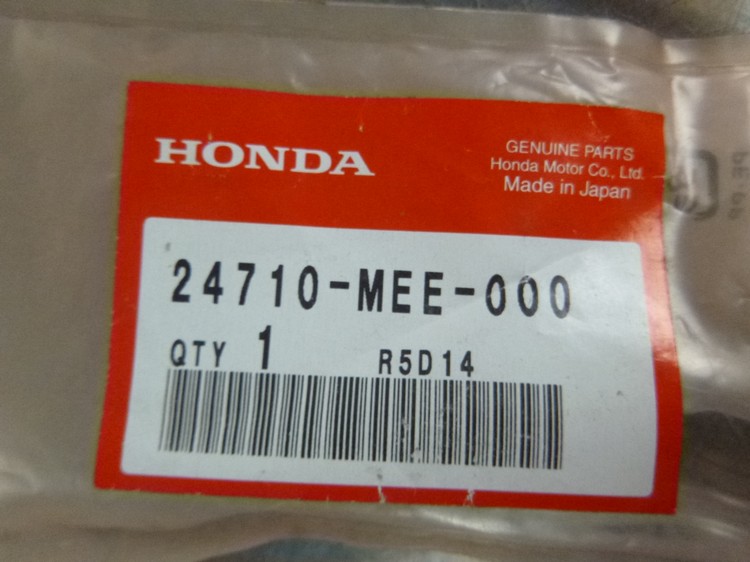 HONDA
GENUINE PARTS
Honda Motor Co., Ltd.
Made in Japan
24710-MEE-000
QTY 1 R5D14